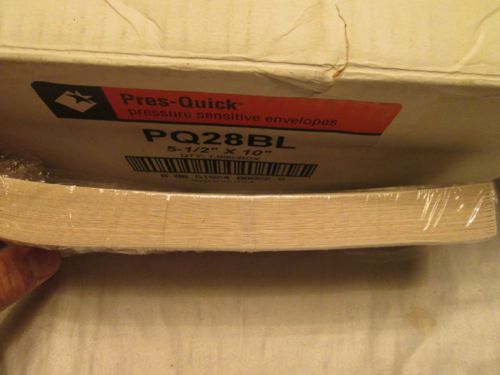 Pres-Quick®
pressure sensitive envelopes
PQ28BL
5-1/2" X 10"